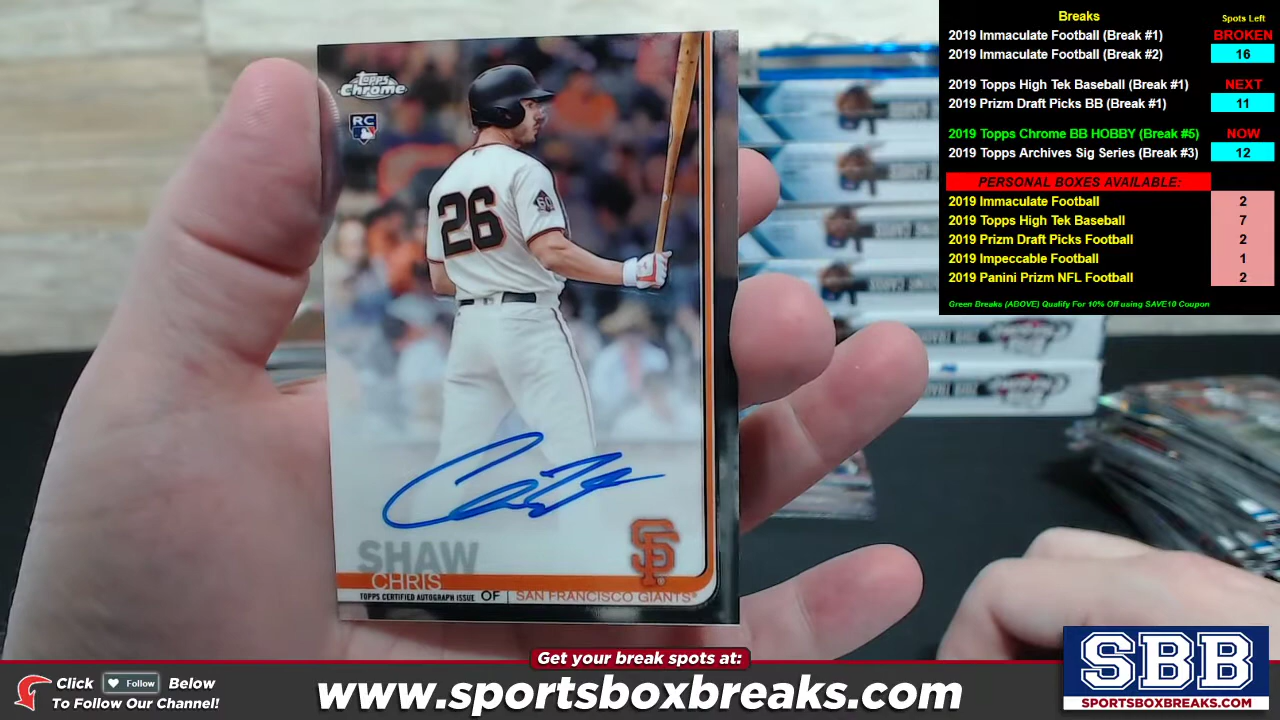 Breaks Spots Left
2019 Immaculate Football (Break #1) BROKEN
2019 Immaculate Football (Break #2) 16
2019 Topps High Tek Baseball (Break #1) NEXT
2019 Prizm Draft Picks BB (Break #1) 11
2019 Topps Chrome BB HOBBY (Break #5) NOW
2019 Topps Archives Sig Series (Break #3) 12
PERSONAL BOXES AVAILABLE:
2019 Immaculate Football 2
2019 Topps High Tek Baseball 7
2019 Prizm Draft Picks Football 2
2019 Impeccable Football 1
2019 Panini Prizm NFL Football 2
Green Breaks (ABOVE) Qualify For 10% Off using SAVE10 Coupon
Topps
Chrome
RC
26
60
SHAW
CHRIS
SF
TOPPS CERTIFIED AUTOGRAPH ISSUE OF SAN FRANCISCO GIANTS
Get your break spots at:
Click Follow Below
To Follow Our Channel!
www.sportsboxbreaks.com
SBB
SPORTSBOXBREAKS.COM